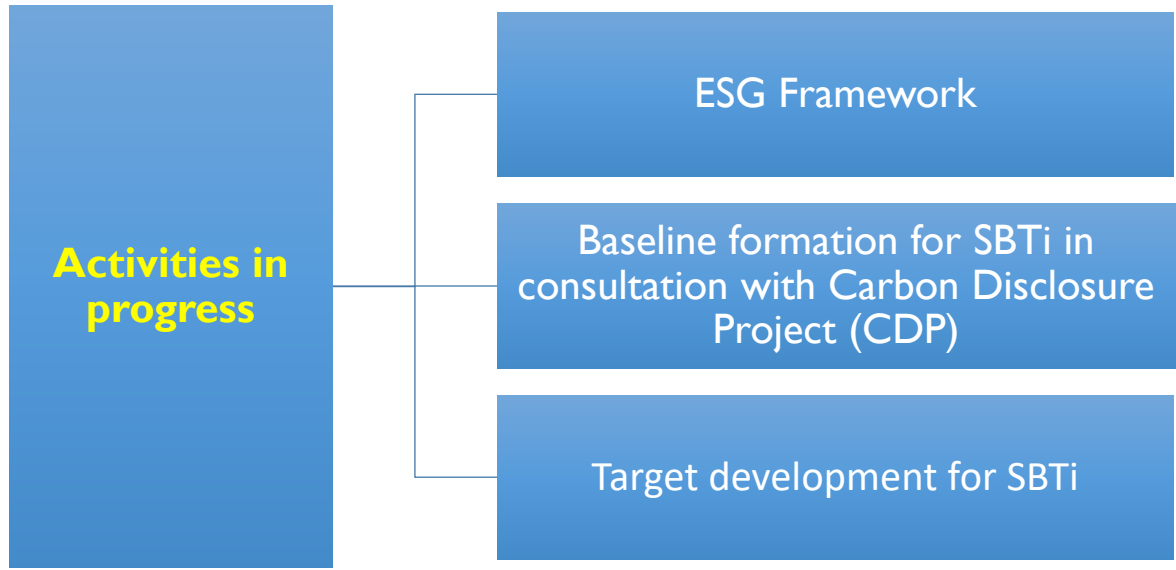 Activities in
progress
ESG Framework
Baseline formation for SBTi in
consultation with Carbon Disclosure
Project (CDP)
Target development for SBTi